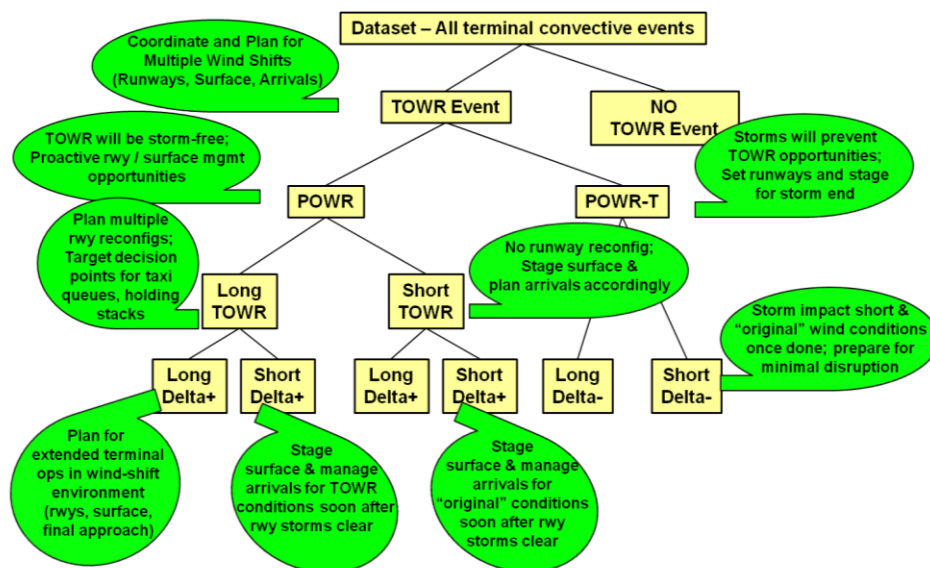 Dataset – All terminal convective events
Coordinate and Plan for
Multiple Wind Shifts
(Runways, Surface, Arrivals)
TOWR Event
NO
TOWR Event
TOWR will be storm-free;
Proactive rwy / surface mgmt
opportunities
Storms will prevent
TOWR opportunities;
Set runways and stage
for storm end
POWR
POWR-T
Plan multiple
rwy reconfigs;
Target decision
points for taxi
queues, holding
stacks
No runway reconfig;
Stage surface &
plan arrivals accordingly
Long
TOWR
Short
TOWR
Storm impact short &
“original” wind conditions
once done; prepare for
minimal disruption
Long
Delta+
Short
Delta+
Long
Delta+
Short
Delta+
Long
Delta-
Short
Delta-
Plan for
extended terminal
ops in wind-shift
environment
(rwys, surface,
final approach)
Stage
surface & manage
arrivals for TOWR
conditions soon after
rwy storms clear
Stage
surface & manage
arrivals for
“original” conditions
soon after rwy
storms clear